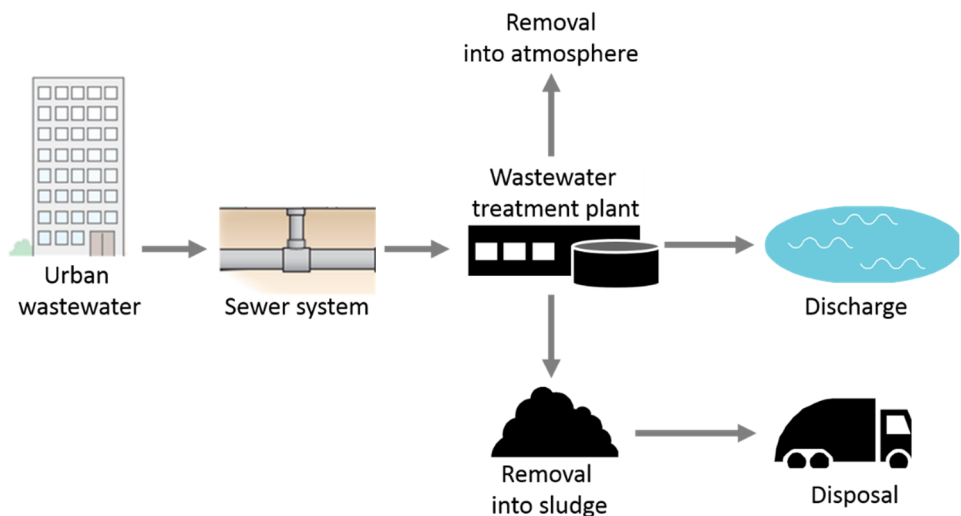 Removal
into atmosphere
Wastewater
treatment plant
Urban
wastewater
Sewer system
Discharge
Removal
into sludge
Disposal